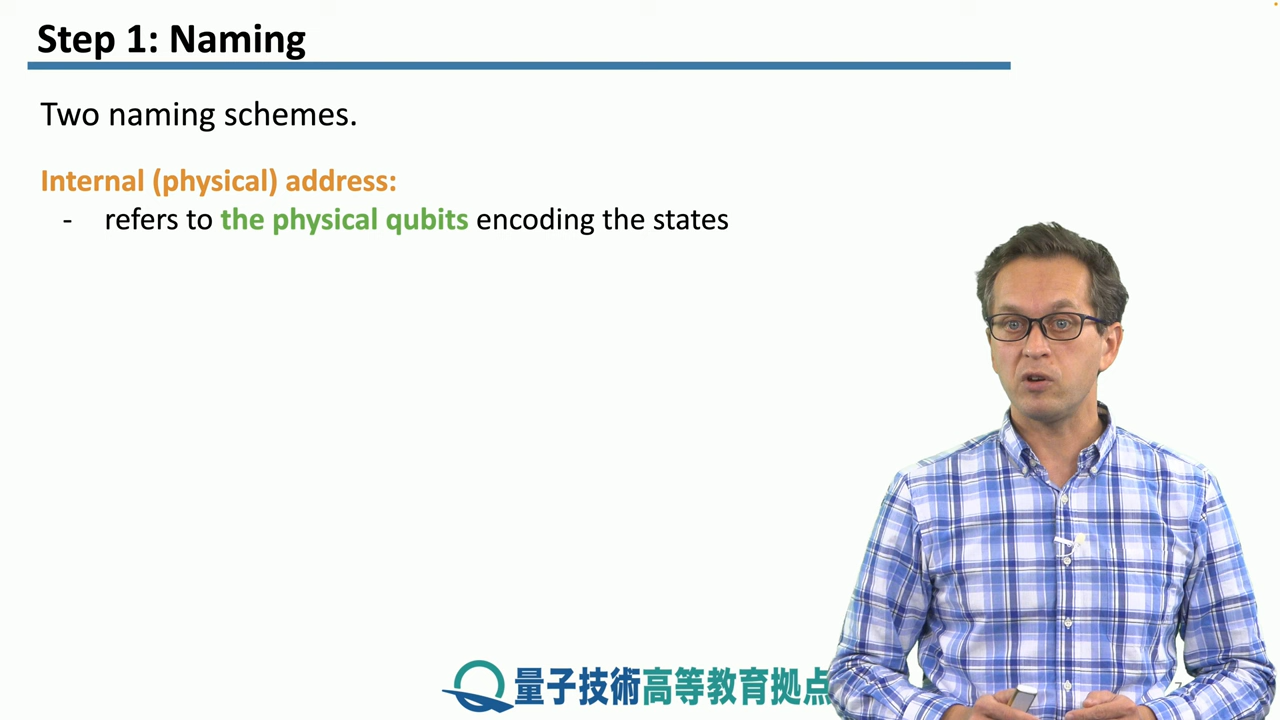 Step 1: Naming
Two naming schemes.
Internal (physical) address:
- refers to the physical qubits encoding the states
量子技術高等教育拠点